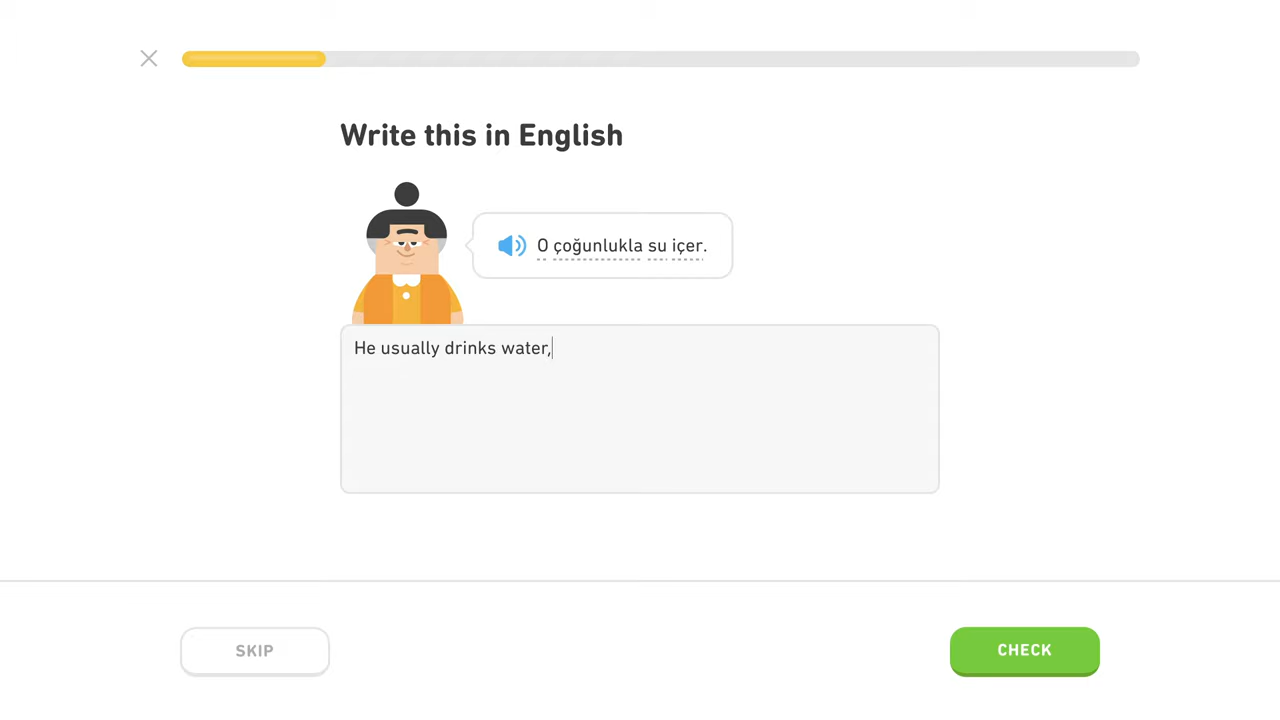 Write this in English
O çoğunlukla su içer.
He usually drinks water,
SKIP
CHECK